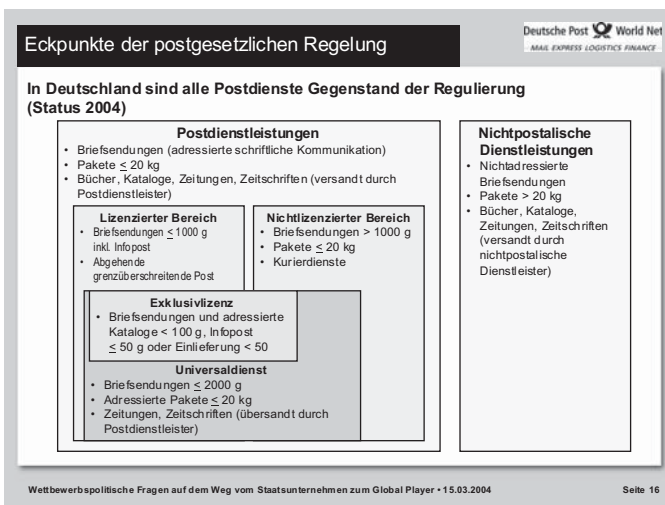 Eckpunkte der postgesetzlichen Regelung
Deutsche Post World Net
MAIL EXPRESS LOGISTICS FINANCE
In Deutschland sind alle Postdienste Gegenstand der Regulierung
(Status 2004)
Postdienstleistungen
• Briefsendungen (adressierte schriftliche Kommunikation)
• Pakete ≤ 20 kg
• Bücher, Kataloge, Zeitungen, Zeitschriften (versandt durch
Postdienstleister)
Lizenzierter Bereich
• Briefsendungen ≤ 1000 g
inkl. Infopost
• Abgehende
grenzüberschreitende Post
Nichtlizenzierter Bereich
• Briefsendungen > 1000 g
• Pakete ≤ 20 kg
• Kurierdienste
Exklusivlizenz
• Briefsendungen und adressierte
Kataloge < 100 g, Infopost
≤ 50 g oder Einlieferung < 50
Universaldienst
• Briefsendungen ≤ 2000 g
• Adressierte Pakete ≤ 20 kg
• Zeitungen, Zeitschriften (übersandt durch
Postdienstleister)
Nichtpostalische
Dienstleistungen
• Nichtadressierte
Briefsendungen
• Pakete > 20 kg
• Bücher, Kataloge,
Zeitungen, Zeitschriften
(versandt durch
nichtpostalische
Dienstleister)
Wettbewerbspolitische Fragen auf dem Weg vom Staatsunternehmen zum Global Player • 15.03.2004
Seite 16